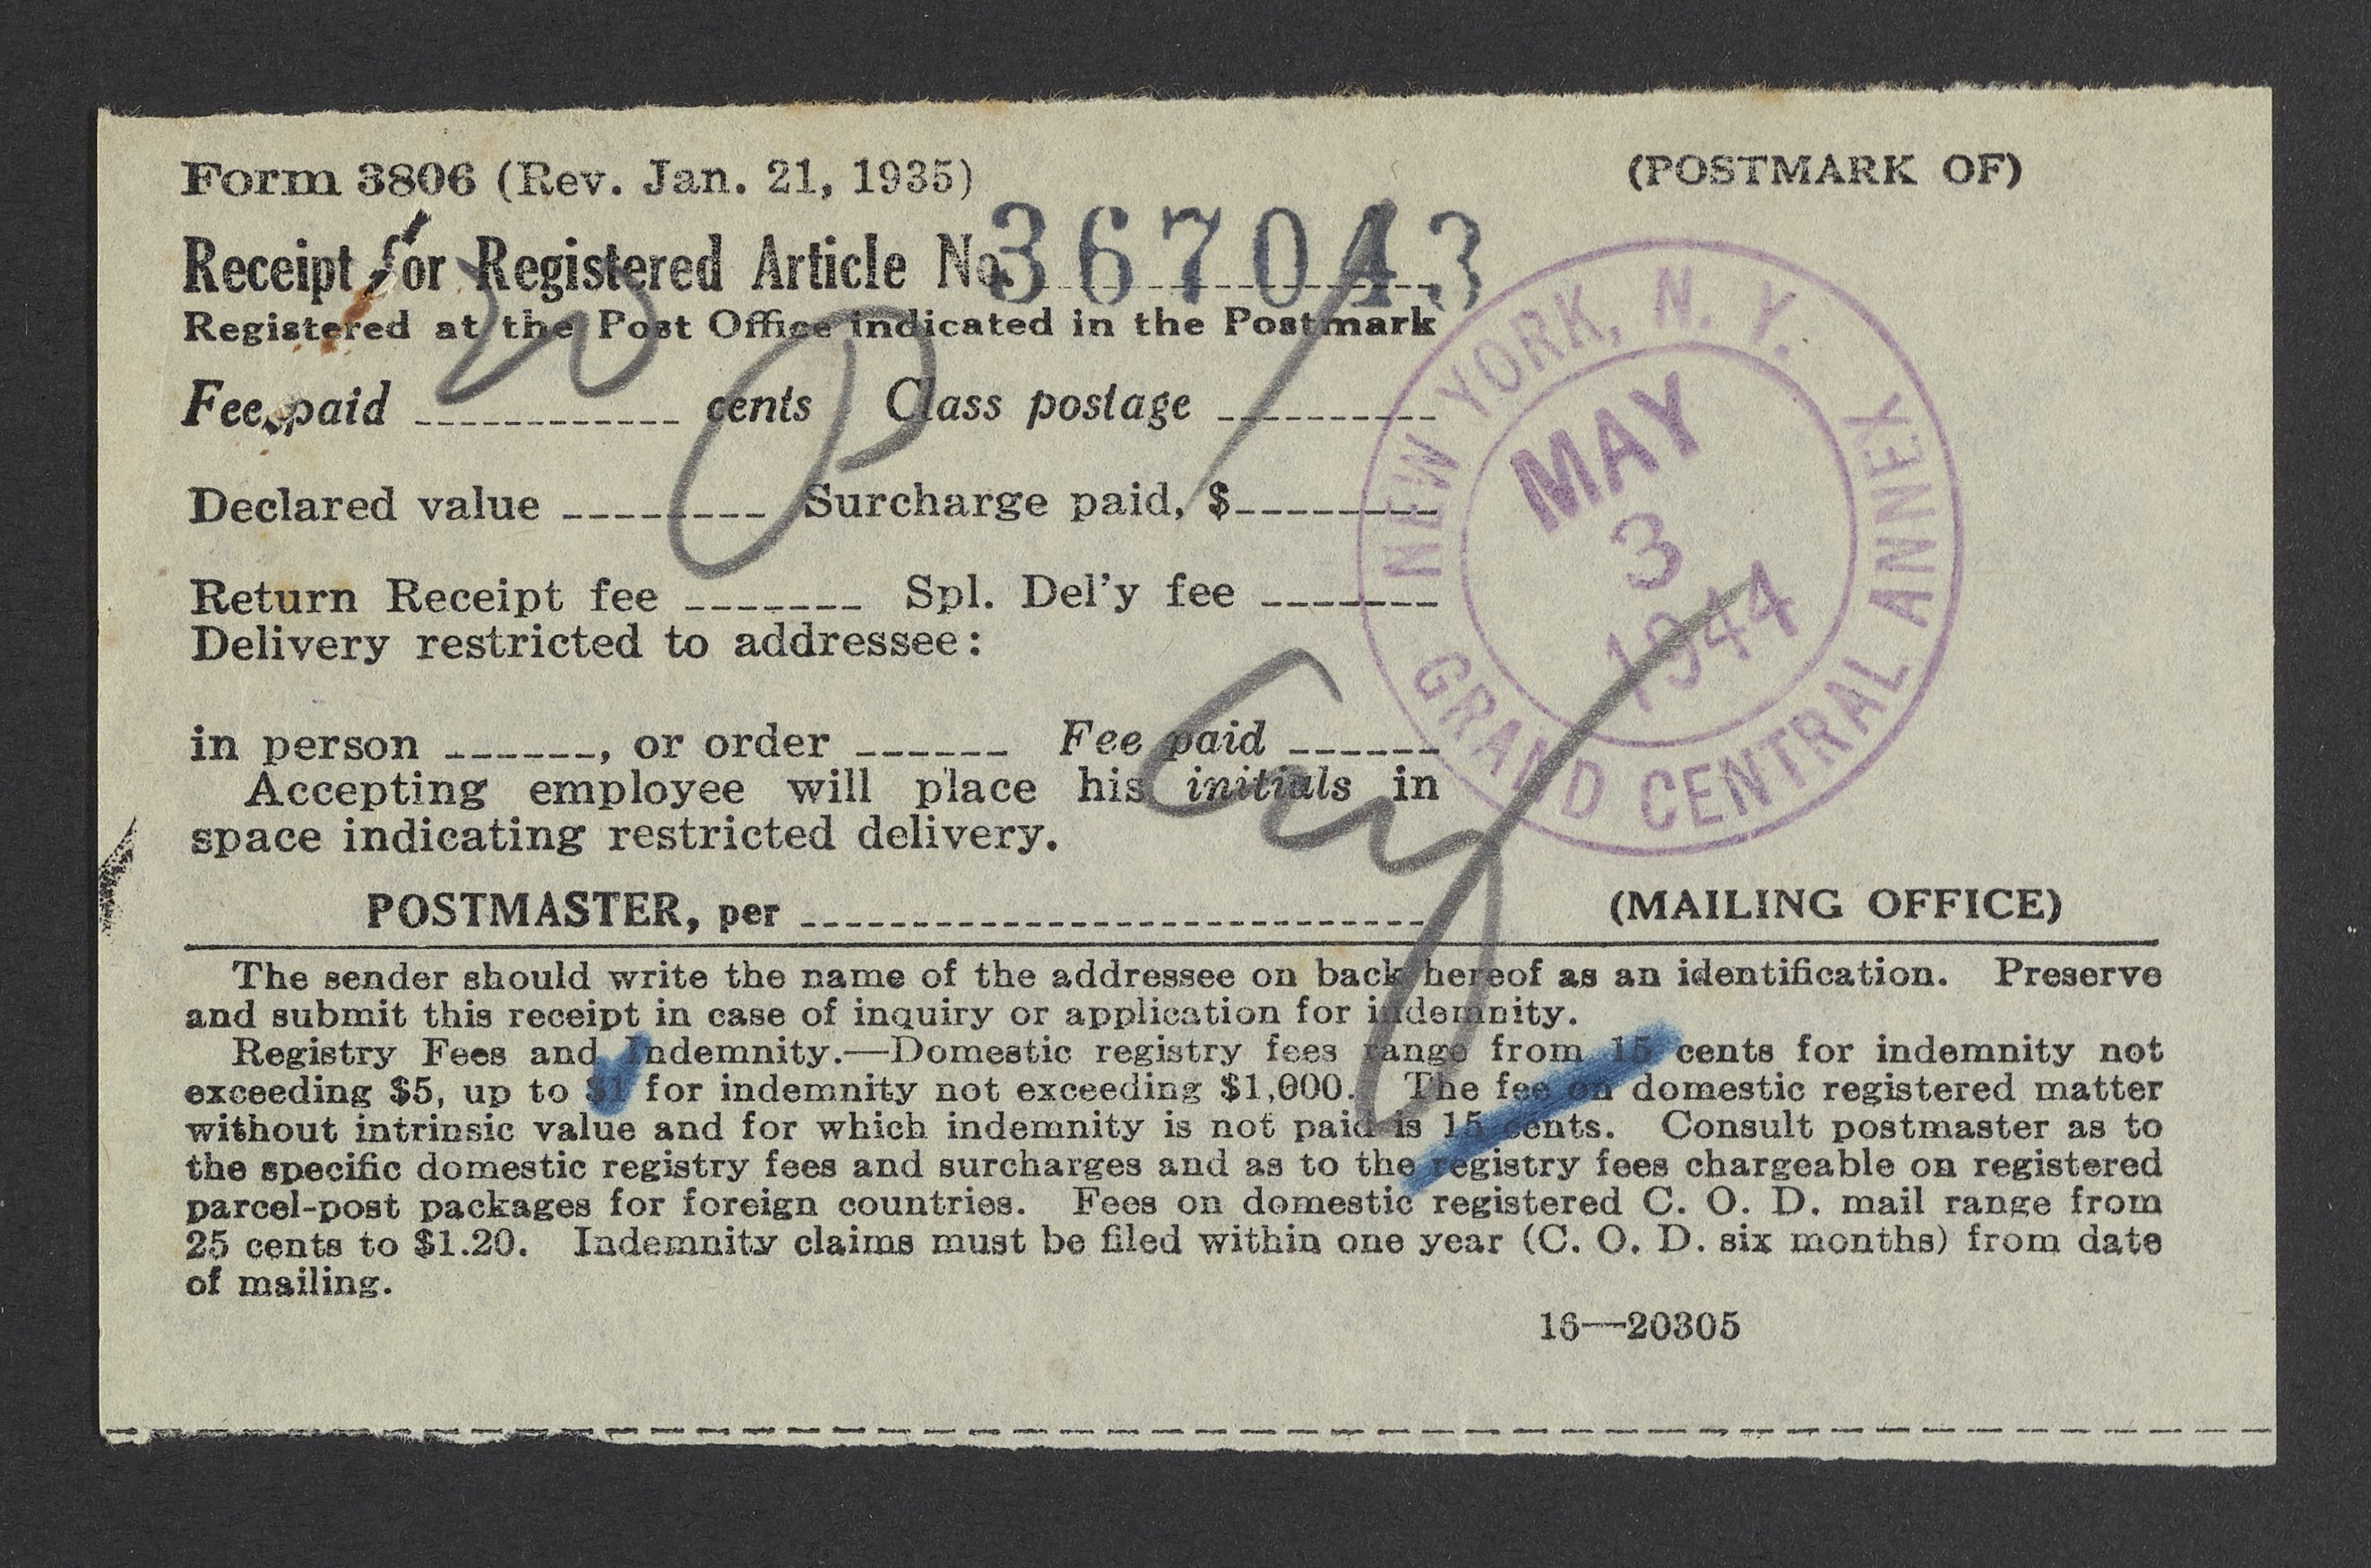 Form 3806 (Rev. Jan. 21, 1935)
(POSTMARK OF)
Receipt for Registered Article No. 367043
Registered at the Post Office indicated in the Postmark
Fee paid 20 cents Class postage
Declared value Surcharge paid, $
Return Receipt fee Spl. Del'y fee
Delivery restricted to addressee:
in person , or order Fee paid
Accepting employee will place his initials in
space indicating restricted delivery.
NEW YORK, N. Y.
MAY
3
1944
GRAND CENTRAL ANNEX
POSTMASTER, per
(MAILING OFFICE)
The sender should write the name of the addressee on back hereof as an identification. Preserve
and submit this receipt in case of inquiry or application for indemnity.
Registry Fees and Indemnity.—Domestic registry fees range from 15 cents for indemnity not
exceeding $5, up to $1 for indemnity not exceeding $1,000. The fee on domestic registered matter
without intrinsic value and for which indemnity is not paid is 15 cents. Consult postmaster as to
the specific domestic registry fees and surcharges and as to the registry fees chargeable on registered
parcel-post packages for foreign countries. Fees on domestic registered C. O. D. mail range from
25 cents to $1.20. Indemnity claims must be filed within one year (C. O. D. six months) from date
of mailing.
16—20305